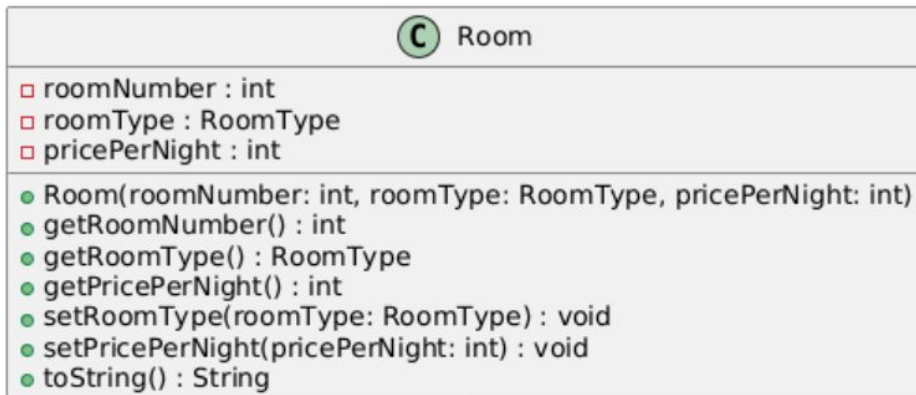 C Room
roomNumber : int
roomType : RoomType
pricePerNight : int
Room(roomNumber: int, roomType: RoomType, pricePerNight: int)
getRoomNumber() : int
getRoomType() : RoomType
getPricePerNight() : int
setRoomType(roomType: RoomType) : void
setPricePerNight(pricePerNight: int) : void
toString() : String